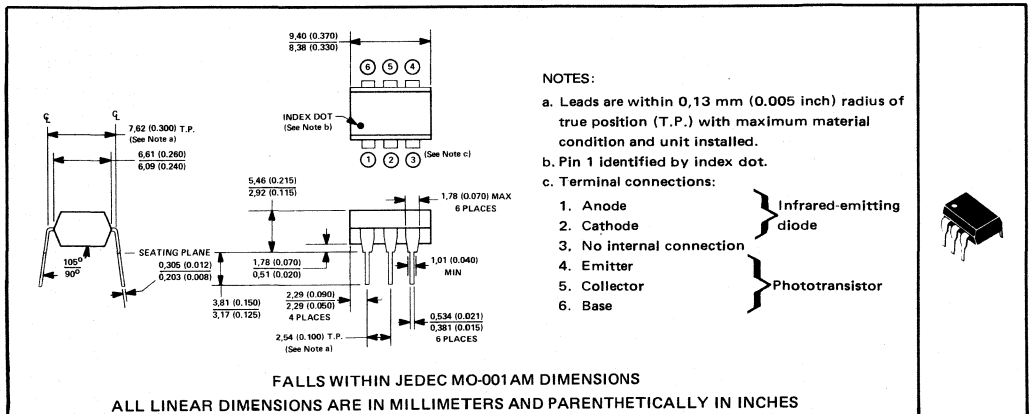 9,40 (0.370)
8,38 (0.330)
6 5 4
INDEX DOT
(See Note b)
1 2 3
(See Note c)
℄ ℄
7,62 (0.300) T.P.
(See Note a)
6,61 (0.260)
6,09 (0.240)
105°
90°
SEATING PLANE
0,305 (0.012)
0,203 (0.008)
5,46 (0.215)
2,92 (0.115)
1,78 (0.070) MAX
6 PLACES
1,78 (0.070)
0,51 (0.020)
1,01 (0.040)
MIN
3,81 (0.150)
3,17 (0.125)
2,29 (0.090)
2,29 (0.050)
4 PLACES
0,534 (0.021)
0,381 (0.015)
6 PLACES
2,54 (0.100) T.P.
(See Note a)
NOTES:
a. Leads are within 0,13 mm (0.005 inch) radius of
true position (T.P.) with maximum material
condition and unit installed.
b. Pin 1 identified by index dot.
c. Terminal connections:
1. Anode
2. Cathode
Infrared-emitting
diode
3. No internal connection
4. Emitter
5. Collector
6. Base
Phototransistor
FALLS WITHIN JEDEC MO-001AM DIMENSIONS
ALL LINEAR DIMENSIONS ARE IN MILLIMETERS AND PARENTHETICALLY IN INCHES